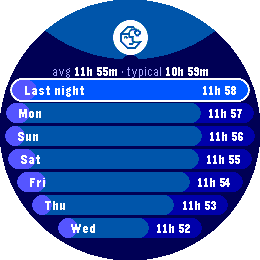 avg 11h 55m · typical 10h 59m
Last night 11h 58
Mon 11h 57
Sun 11h 56
Sat 11h 55
Fri 11h 54
Thu 11h 53
Wed 11h 52